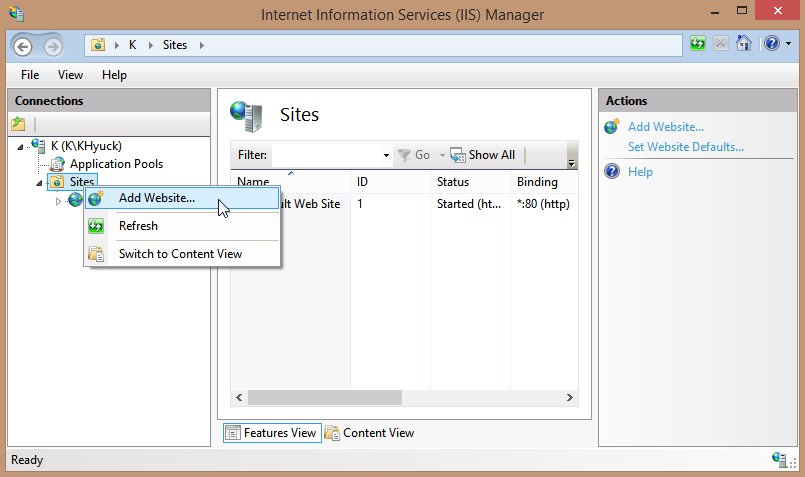 Internet Information Services (IIS) Manager
K Sites
File View Help
Connections
K (K\KHyuck)
Application Pools
Sites
Add Website...
Refresh
Switch to Content View
Sites
Filter: Go Show All
Name ID Status Binding
ult Web Site 1 Started (ht... *:80 (http)
Features View Content View
Actions
Add Website...
Set Website Defaults...
Help
Ready